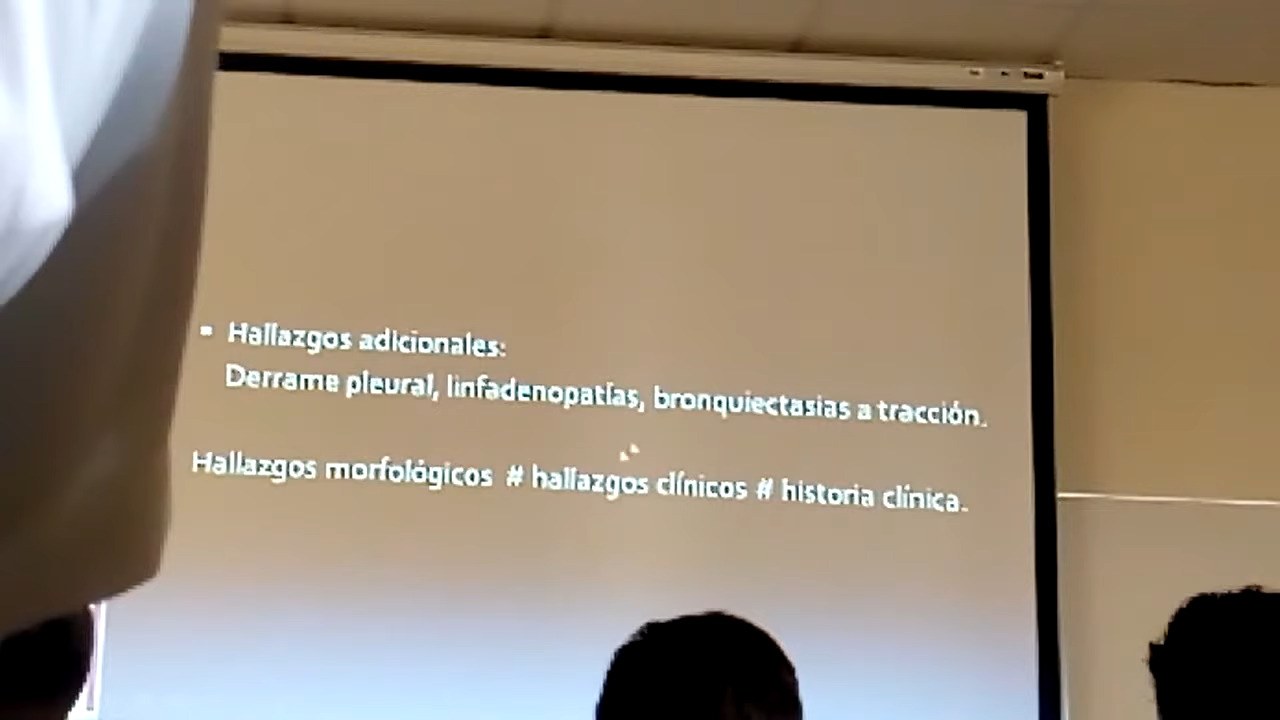 ▪ Hallazgos adicionales:
Derrame pleural, linfadenopatías, bronquiectasias a tracción.
Hallazgos morfológicos # hallazgos clínicos # historia clínica.